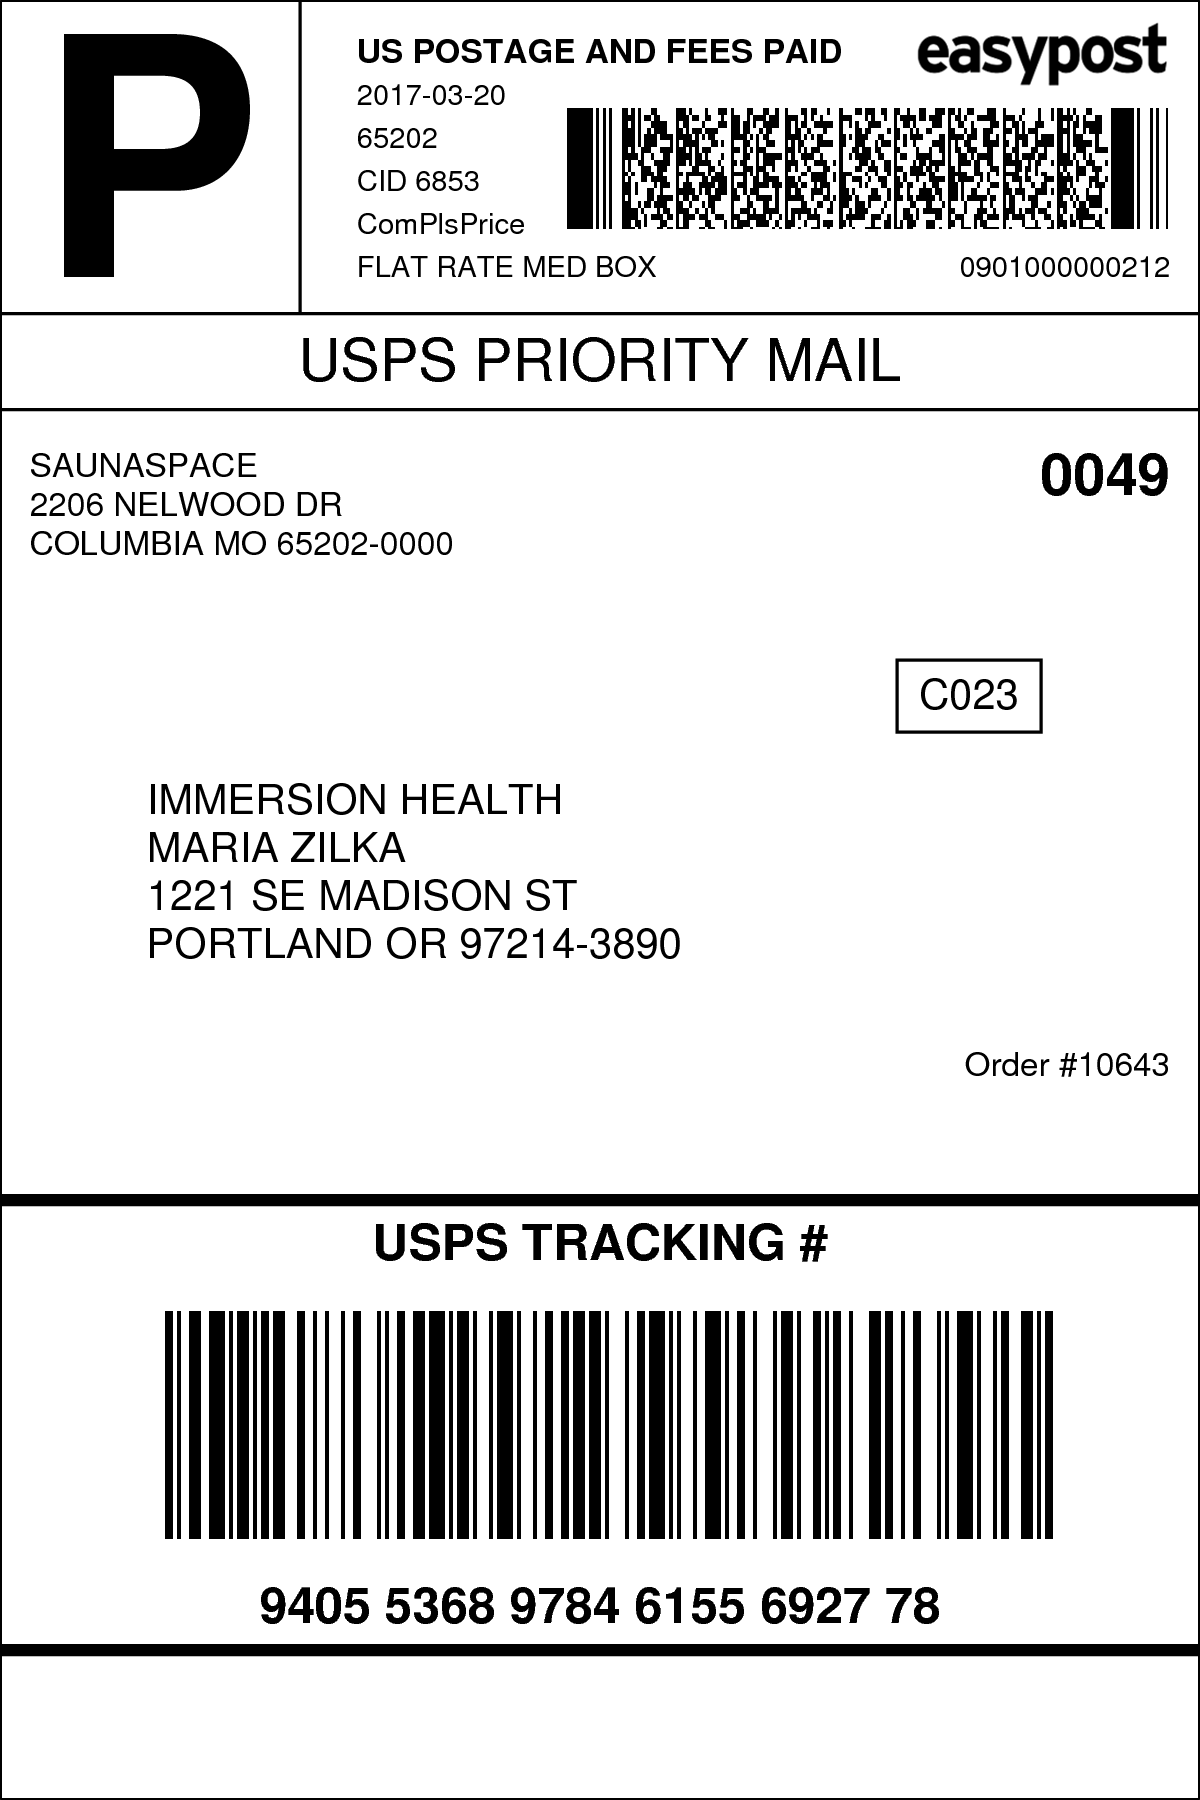 P
US POSTAGE AND FEES PAID
easypost
2017-03-20
65202
CID 6853
ComPlsPrice
FLAT RATE MED BOX
0901000000212
USPS PRIORITY MAIL
SAUNASPACE
2206 NELWOOD DR
COLUMBIA MO 65202-0000
0049
C023
IMMERSION HEALTH
MARIA ZILKA
1221 SE MADISON ST
PORTLAND OR 97214-3890
Order #10643
USPS TRACKING #
9405 5368 9784 6155 6927 78